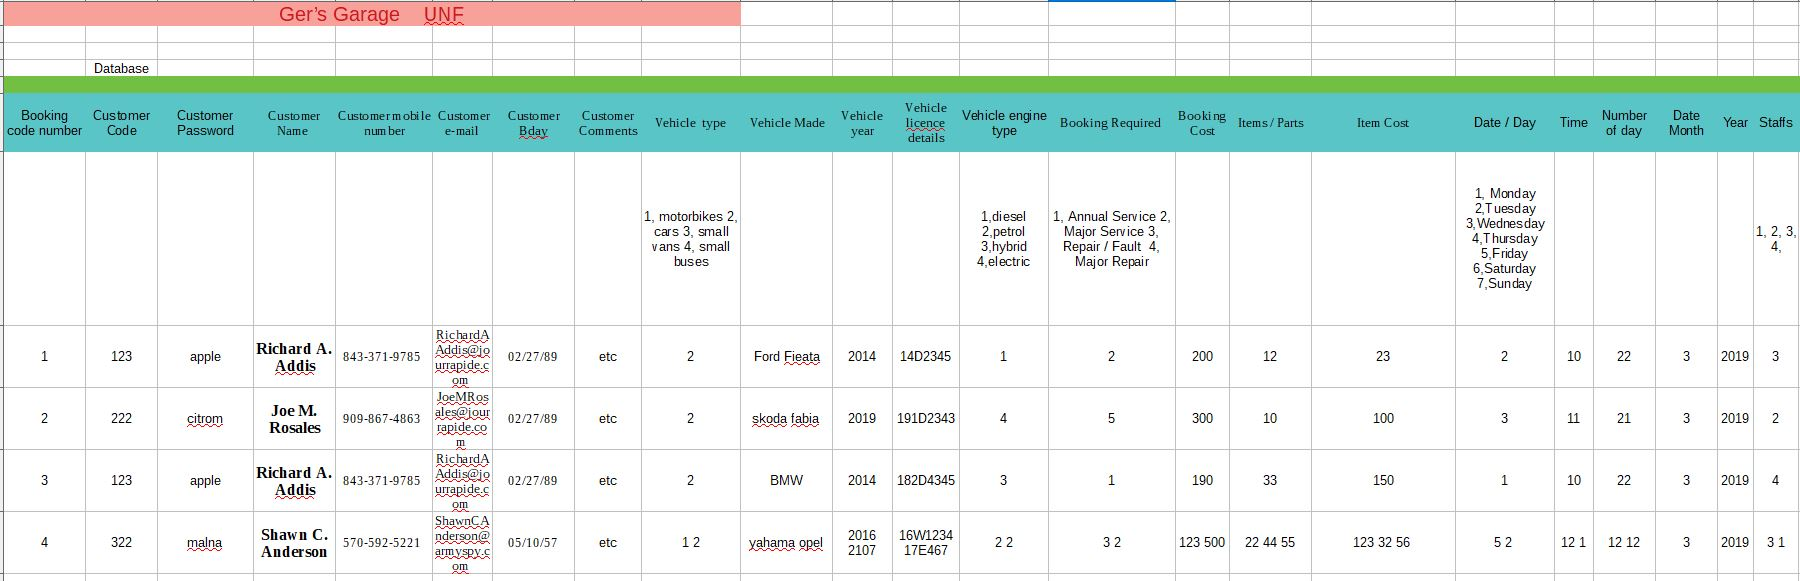 Ger's Garage UNF
Database
Booking code number Customer Code Customer Password Customer Name Customer mobile number Customer e-mail Customer Bday Customer Comments Vehicle type Vehicle Made Vehicle year Vehicle licence details Vehicle engine type Booking Required Booking Cost Items / Parts Item Cost Date / Day Time Number of day Date Month Year Staffs
1, motorbikes 2,
cars 3, small
vans 4, small
buses
1,diesel
2,petrol
3,hybrid
4,electric
1, Annual Service 2,
Major Service 3,
Repair / Fault 4,
Major Repair
1, Monday
2,Tuesday
3,Wednesday
4,Thursday
5,Friday
6,Saturday
7,Sunday
1, 2, 3,
4,
1 123 apple Richard A. Addis 843-371-9785 RichardAAddis@jourrapide.com 02/27/89 etc 2 Ford Fieata 2014 14D2345 1 2 200 12 23 2 10 22 3 2019 3
2 222 citrom Joe M. Rosales 909-867-4863 JoeMRosales@jourrapide.com 02/27/89 etc 2 skoda fabia 2019 191D2343 4 5 300 10 100 3 11 21 3 2019 2
3 123 apple Richard A. Addis 843-371-9785 RichardAAddis@jourrapide.com 02/27/89 etc 2 BMW 2014 182D4345 3 1 190 33 150 1 10 22 3 2019 4
4 322 malna Shawn C. Anderson 570-592-5221 ShawnCAnderson@armyspy.com 05/10/57 etc 1 2 yahama opel 2016 2107 16W1234 17E467 2 2 3 2 123 500 22 44 55 123 32 56 5 2 12 1 12 12 3 2019 3 1